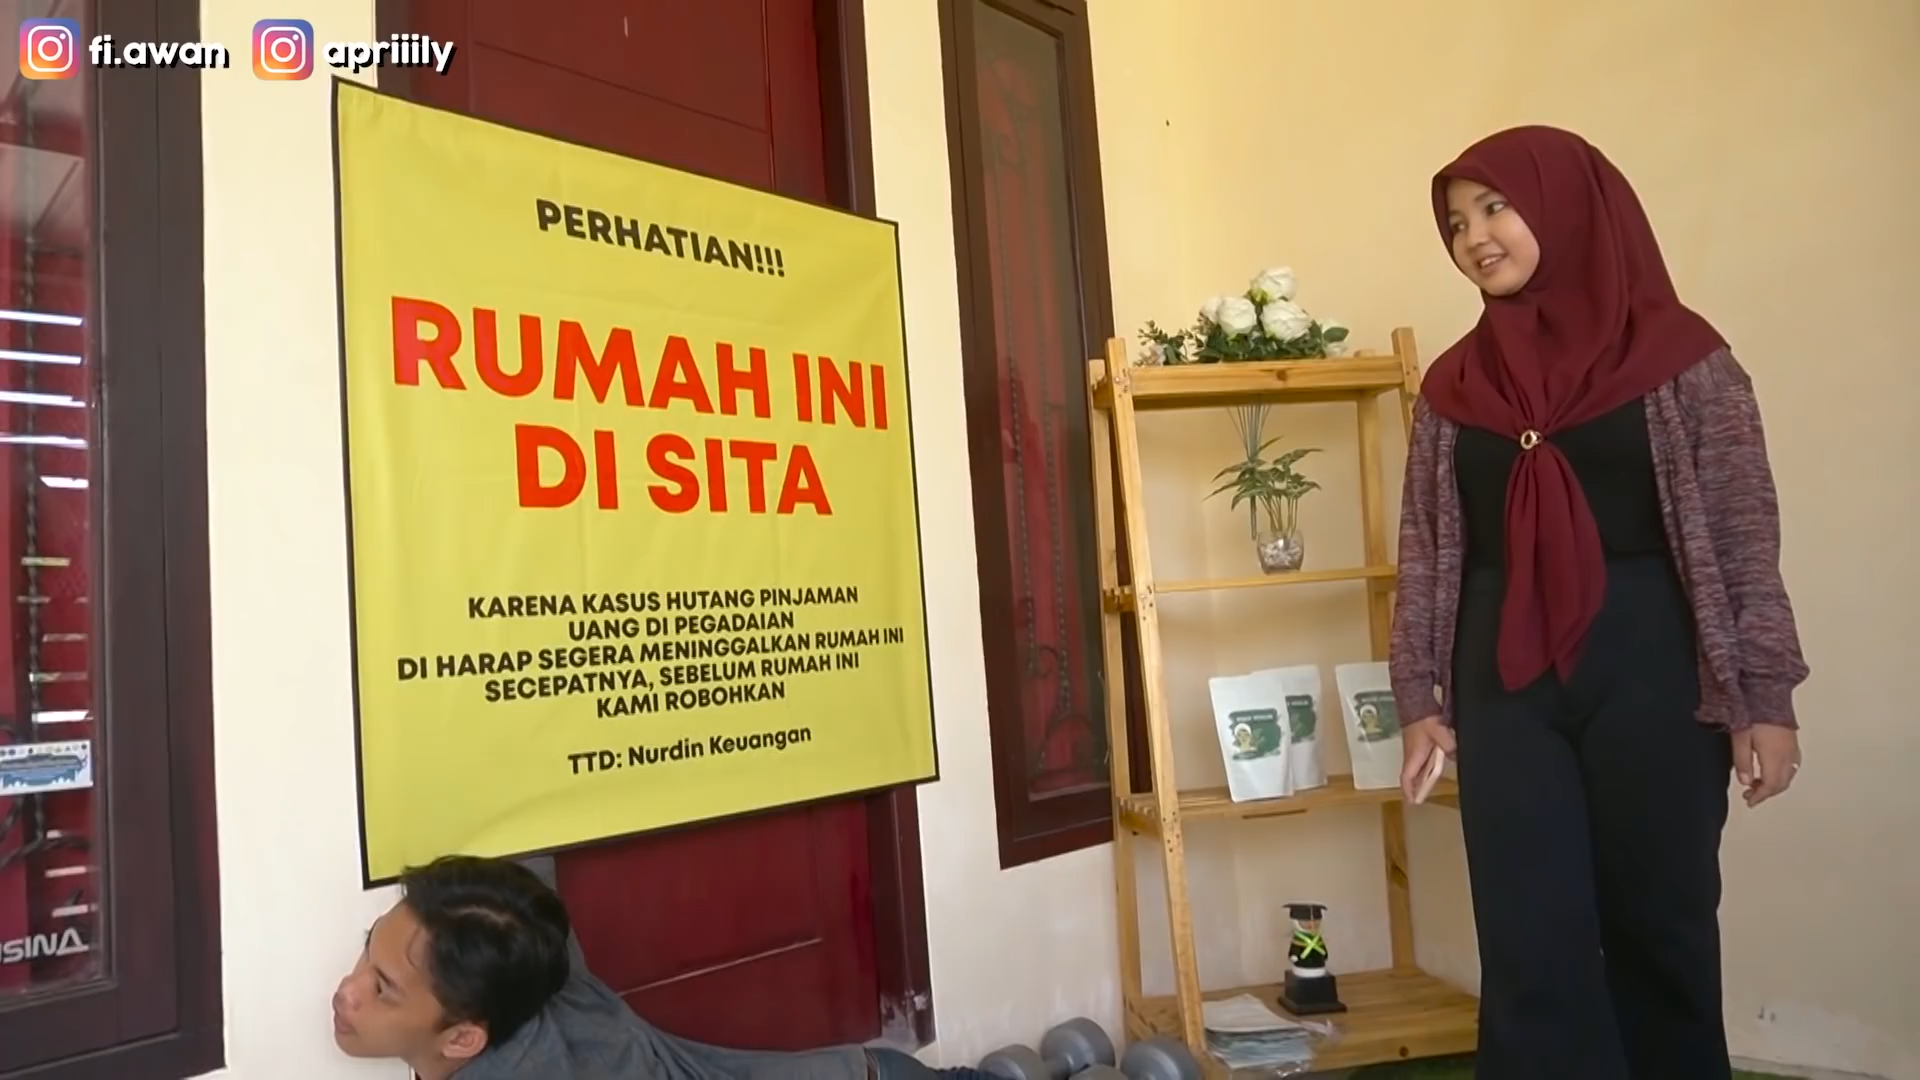 fi.awan apriiily
PERHATIAN!!!
RUMAH INI
DI SITA
KARENA KASUS HUTANG PINJAMAN
UANG DI PEGADAIAN
DI HARAP SEGERA MENINGGALKAN RUMAH INI
SECEPATNYA, SEBELUM RUMAH INI
KAMI ROBOHKAN
TTD: Nurdin Keuangan